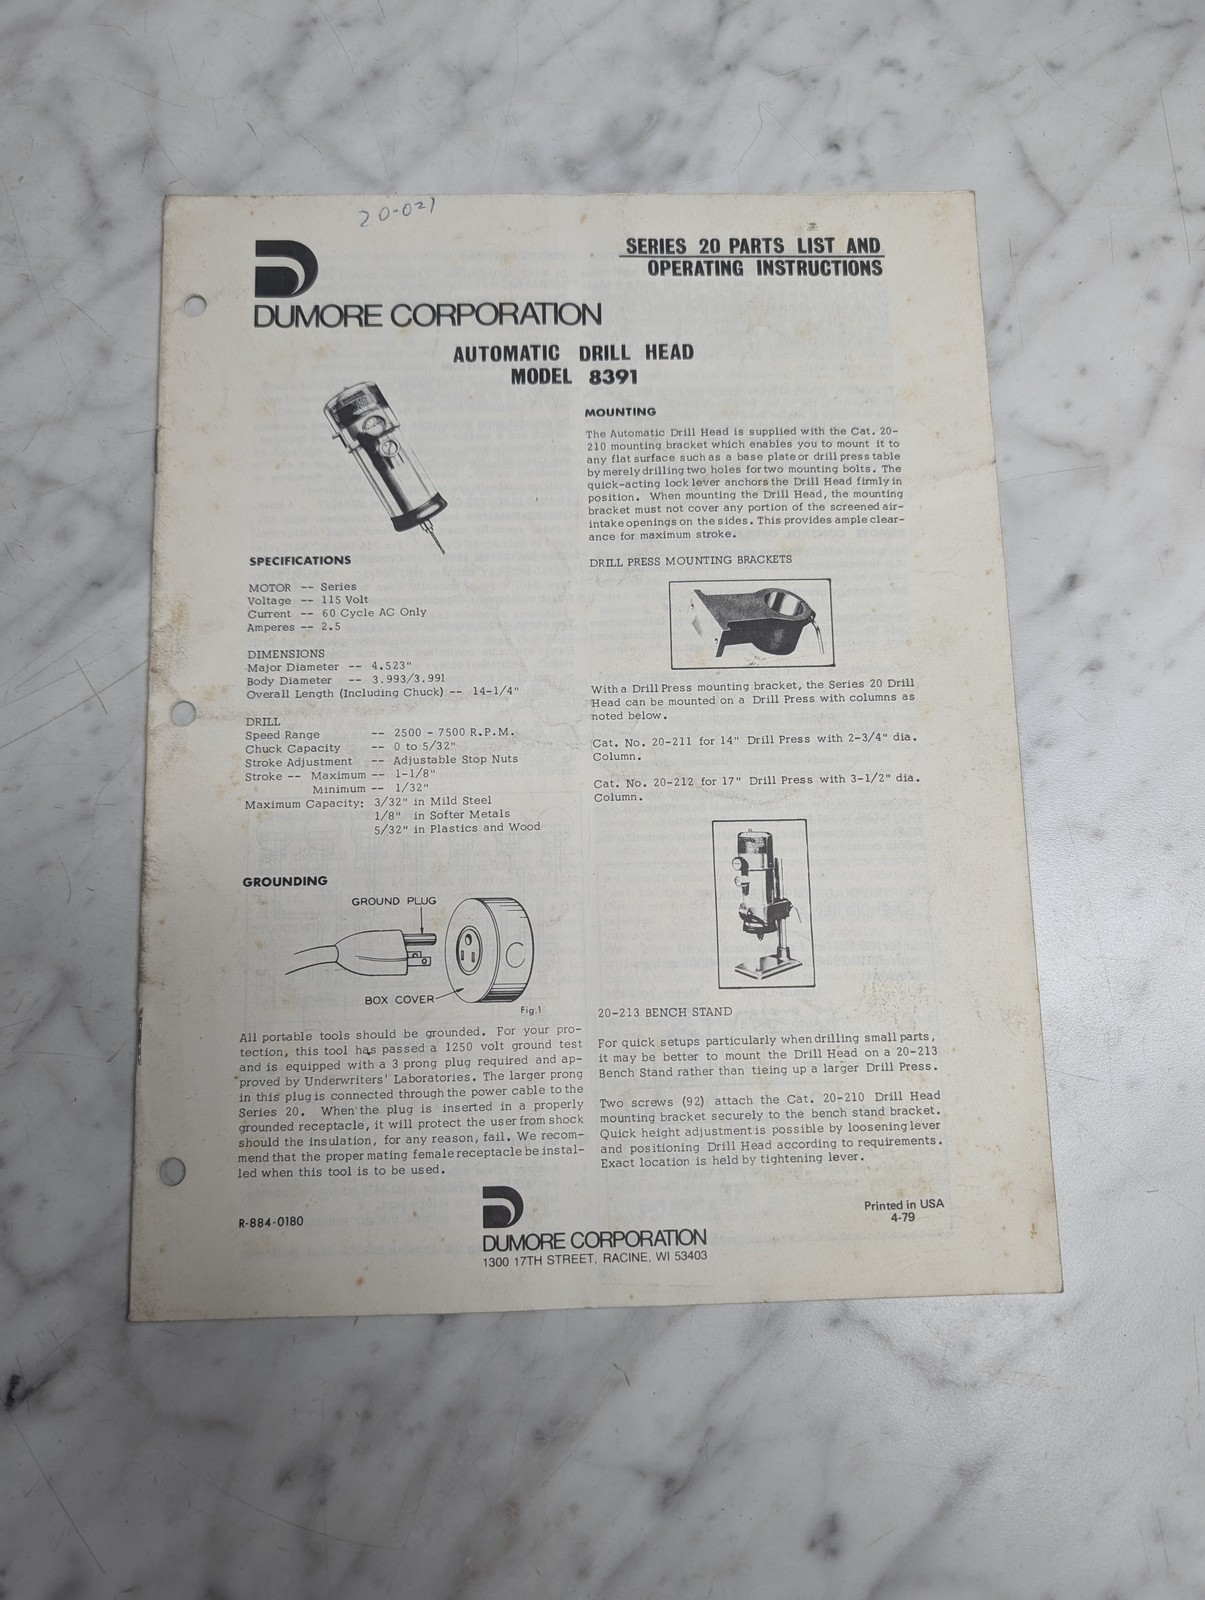 20-021
SERIES 20 PARTS LIST AND
OPERATING INSTRUCTIONS
DUMORE CORPORATION
AUTOMATIC DRILL HEAD
MODEL 8391
SPECIFICATIONS
MOTOR -- Series
Voltage -- 115 Volt
Current -- 60 Cycle AC Only
Amperes -- 2.5
DIMENSIONS
Major Diameter -- 4.523"
Body Diameter -- 3.993/3.991
Overall Length (Including Chuck) -- 14-1/4"
DRILL
Speed Range -- 2500 - 7500 R.P.M.
Chuck Capacity -- 0 to 5/32"
Stroke Adjustment -- Adjustable Stop Nuts
Stroke -- Maximum -- 1-1/8"
Minimum -- 1/32"
Maximum Capacity: 3/32" in Mild Steel
1/8" in Softer Metals
5/32" in Plastics and Wood
GROUNDING
GROUND PLUG
BOX COVER
Fig.1
All portable tools should be grounded. For your pro-
tection, this tool has passed a 1250 volt ground test
and is equipped with a 3 prong plug required and ap-
proved by Underwriters' Laboratories. The larger prong
in this plug is connected through the power cable to the
Series 20. When the plug is inserted in a properly
grounded receptacle, it will protect the user from shock
should the insulation, for any reason, fail. We recom-
mend that the proper mating female receptacle be instal-
led when this tool is to be used.
MOUNTING
The Automatic Drill Head is supplied with the Cat. 20-
210 mounting bracket which enables you to mount it to
any flat surface such as a base plate or drill press table
by merely drilling two holes for two mounting bolts. The
quick-acting lock lever anchors the Drill Head firmly in
position. When mounting the Drill Head, the mounting
bracket must not cover any portion of the screened air-
intake openings on the sides. This provides ample clear-
ance for maximum stroke.
DRILL PRESS MOUNTING BRACKETS
With a Drill Press mounting bracket, the Series 20 Drill
Head can be mounted on a Drill Press with columns as
noted below.
Cat. No. 20-211 for 14" Drill Press with 2-3/4" dia.
Column.
Cat. No. 20-212 for 17" Drill Press with 3-1/2" dia.
Column.
20-213 BENCH STAND
For quick setups particularly when drilling small parts,
it may be better to mount the Drill Head on a 20-213
Bench Stand rather than tieing up a larger Drill Press.
Two screws (92) attach the Cat. 20-210 Drill Head
mounting bracket securely to the bench stand bracket.
Quick height adjustment is possible by loosening lever
and positioning Drill Head according to requirements.
Exact location is held by tightening lever.
R-884-0180
DUMORE CORPORATION
1300 17TH STREET, RACINE, WI 53403
Printed in USA
4-79